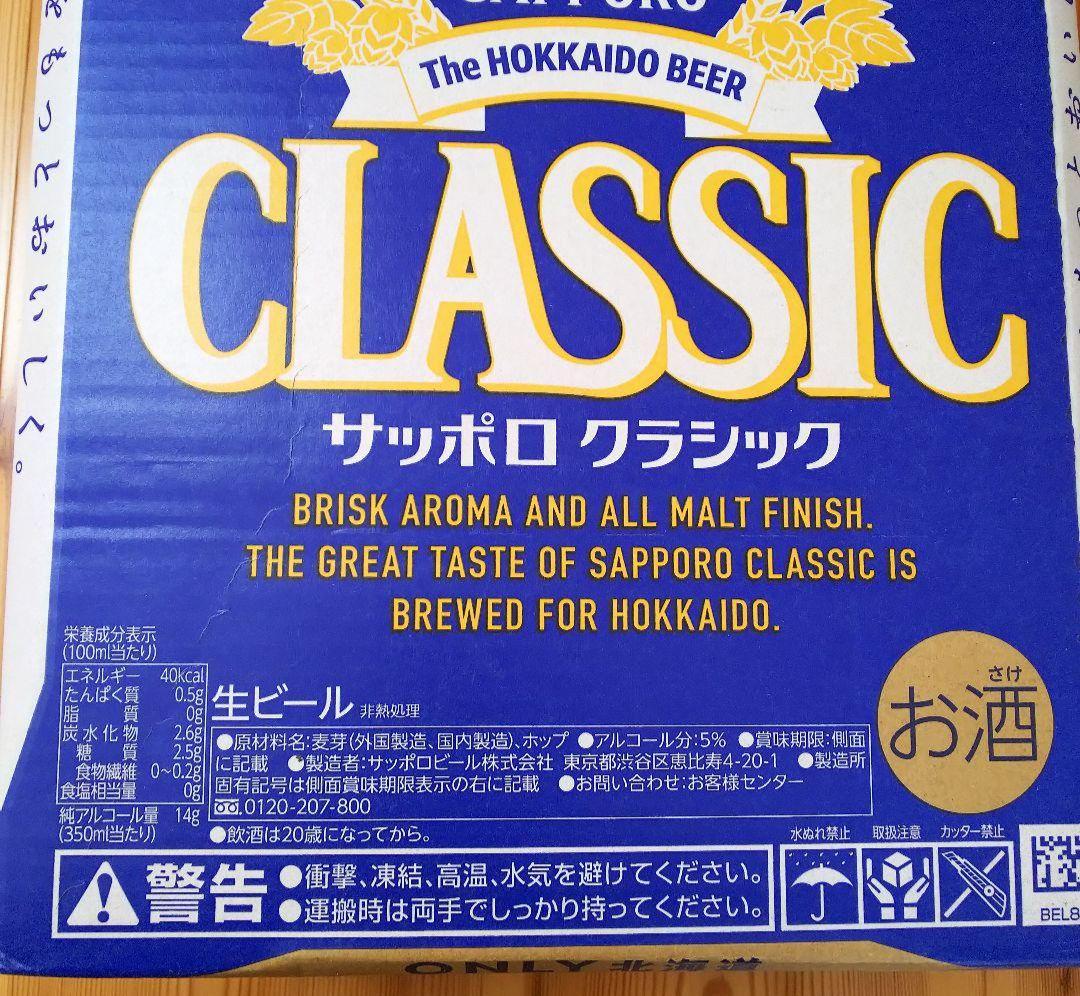 SAPPORO
The HOKKAIDO BEER
CLASSIC
サッポロ クラシック
BRISK AROMA AND ALL MALT FINISH.
THE GREAT TASTE OF SAPPORO CLASSIC IS
BREWED FOR HOKKAIDO.
もっとおいしく。
栄養成分表示
(100ml当たり)
エネルギー 40kcal
たんぱく質 0.5g
脂質 0g
炭水化物 2.6g
糖質 2.5g
食物繊維 0~0.2g
食塩相当量 0g
純アルコール量 14g
(350ml当たり)
生ビール 非熱処理
●原材料名:麦芽(外国製造、国内製造)、ホップ ●アルコール分:5% ●賞味期限:側面
に記載 ●製造者:サッポロビール株式会社 東京都渋谷区恵比寿4-20-1 ●製造所
固有記号は側面賞味期限表示の右に記載 ●お問い合わせ:お客様センター
0120-207-800
●飲酒は20歳になってから。
さけ
お酒
警告
●衝撃、凍結、高温、水気を避けてください。
●運搬時は両手でしっかり持ってください。
水ぬれ禁止 取扱注意 カッター禁止
BEL8
ONLY 北海道